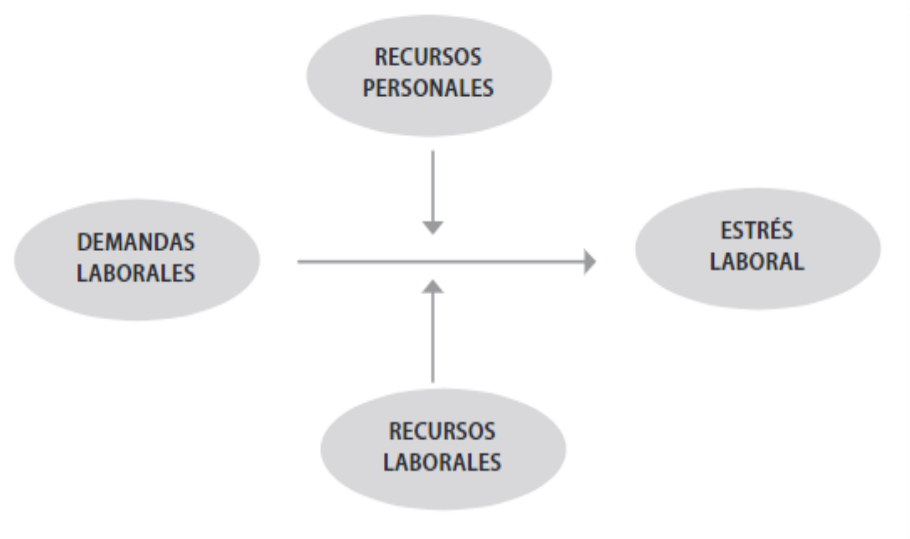 RECURSOS
PERSONALES
DEMANDAS
LABORALES
ESTRÉS
LABORAL
RECURSOS
LABORALES